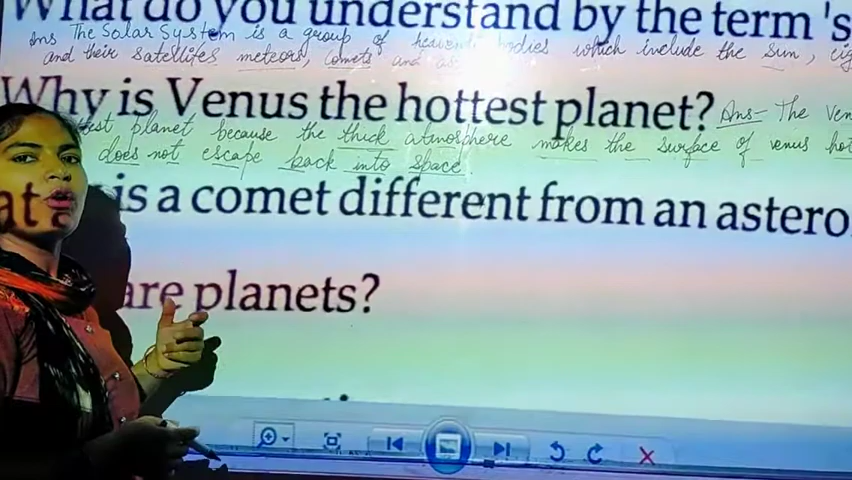 What do you understand by the term 's
Ans The Solar System is a group of heavenly bodies which include the sun,
and their satellites meteors, Comets and as
Why is Venus the hottest planet? Ans- The Ven
test planet because the thick atmosphere makes the surface of venus hot
does not escape back into space.
at is a comet different from an astero
are planets?